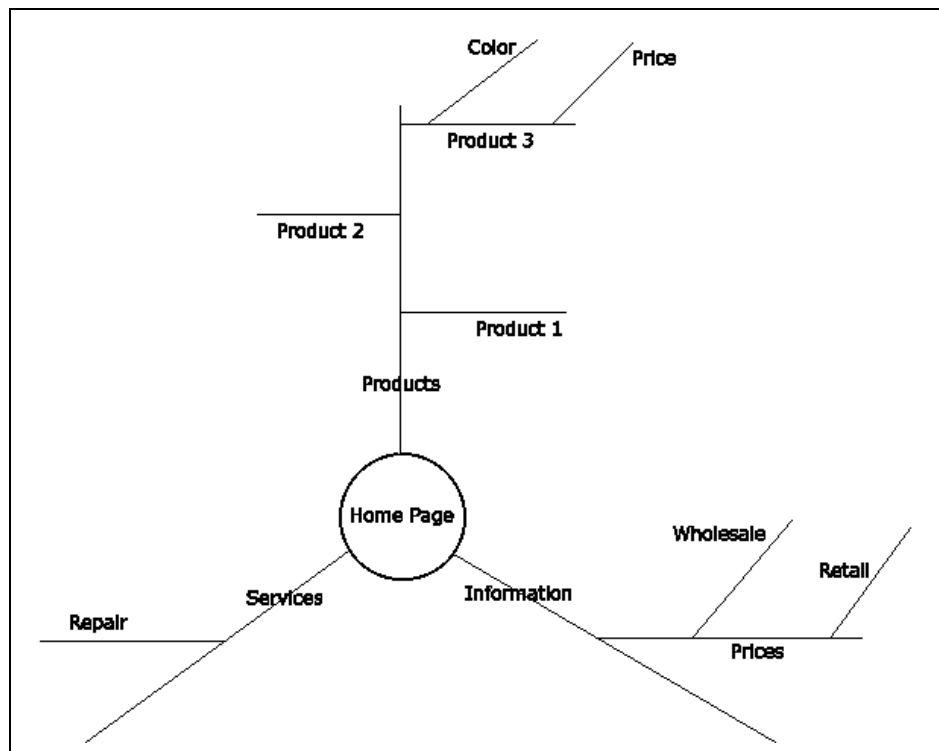 Color
Price
Product 3
Product 2
Product 1
Products
Home Page
Wholesale
Retail
Services
Information
Repair
Prices